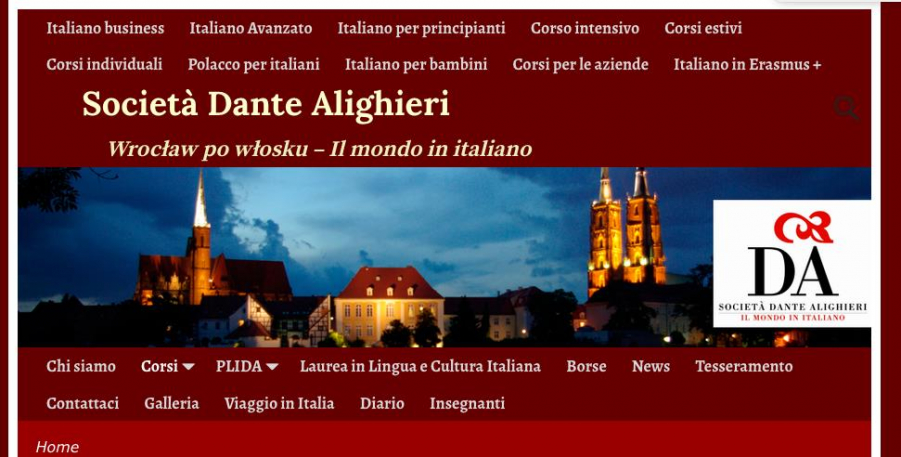 Italiano business Italiano Avanzato Italiano per principianti Corso intensivo Corsi estivi
Corsi individuali Polacco per italiani Italiano per bambini Corsi per le aziende Italiano in Erasmus +
Società Dante Alighieri
Wrocław po włosku – Il mondo in italiano
DA
SOCIETÀ DANTE ALIGHIERI
IL MONDO IN ITALIANO
Chi siamo Corsi PLIDA Laurea in Lingua e Cultura Italiana Borse News Tesseramento
Contattaci Galleria Viaggio in Italia Diario Insegnanti
Home